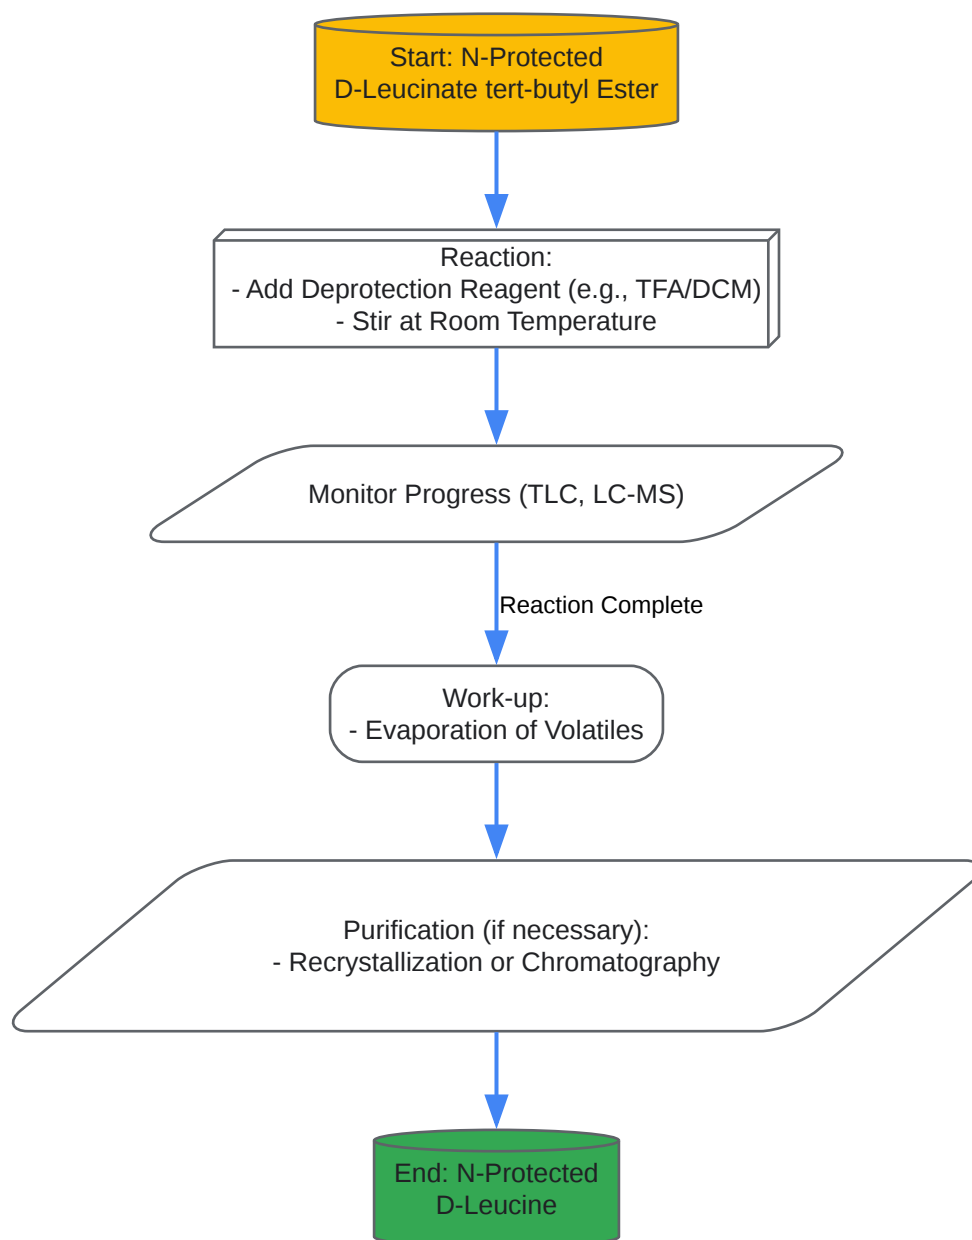 Start: N-Protected
D-Leucinate tert-butyl Ester
Reaction:
- Add Deprotection Reagent (e.g., TFA/DCM)
- Stir at Room Temperature
Monitor Progress (TLC, LC-MS)
Reaction Complete
Work-up:
- Evaporation of Volatiles
Purification (if necessary):
- Recrystallization or Chromatography
End: N-Protected
D-Leucine